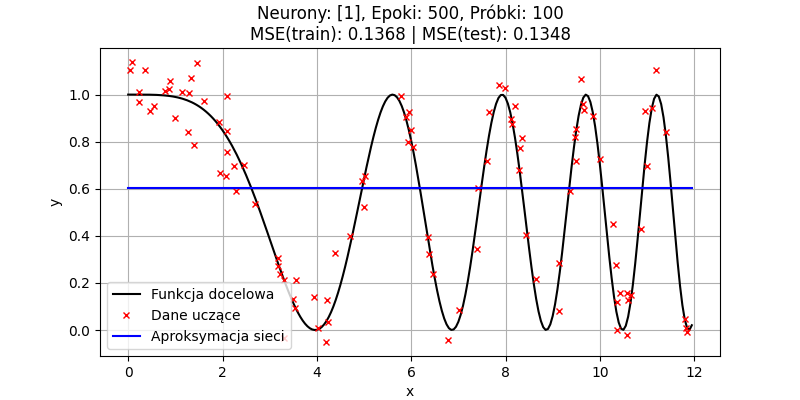 Neurony: [1], Epoki: 500, Próbki: 100
MSE(train): 0.1368 | MSE(test): 0.1348
y
1.0
0.8
0.6
0.4
0.2
0.0
Funkcja docelowa
Dane uczące
Aproksymacja sieci
0
2
4
6
8
10
12
x